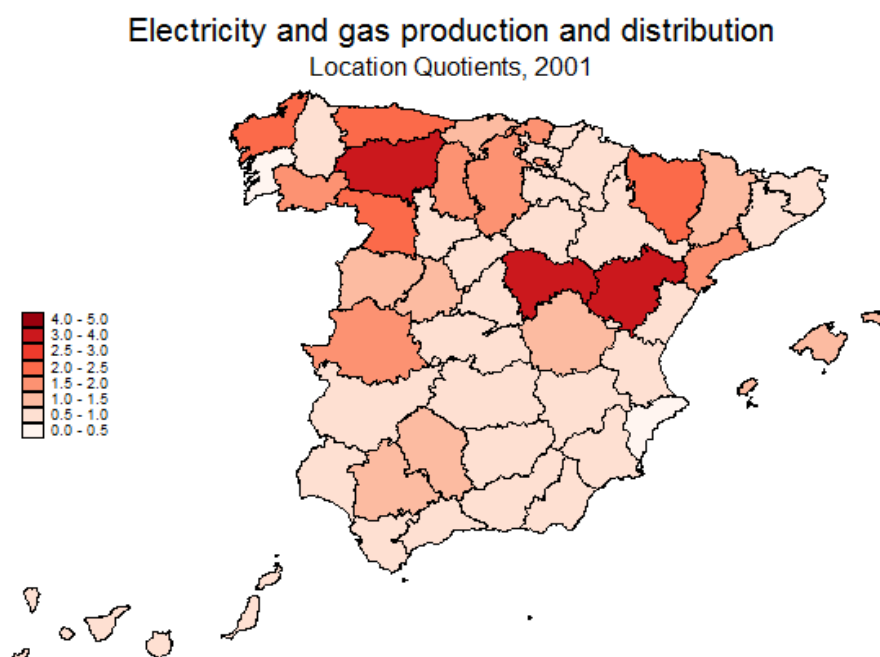 Electricity and gas production and distribution
Location Quotients, 2001
4.0 - 5.0
3.0 - 4.0
2.5 - 3.0
2.0 - 2.5
1.5 - 2.0
1.0 - 1.5
0.5 - 1.0
0.0 - 0.5